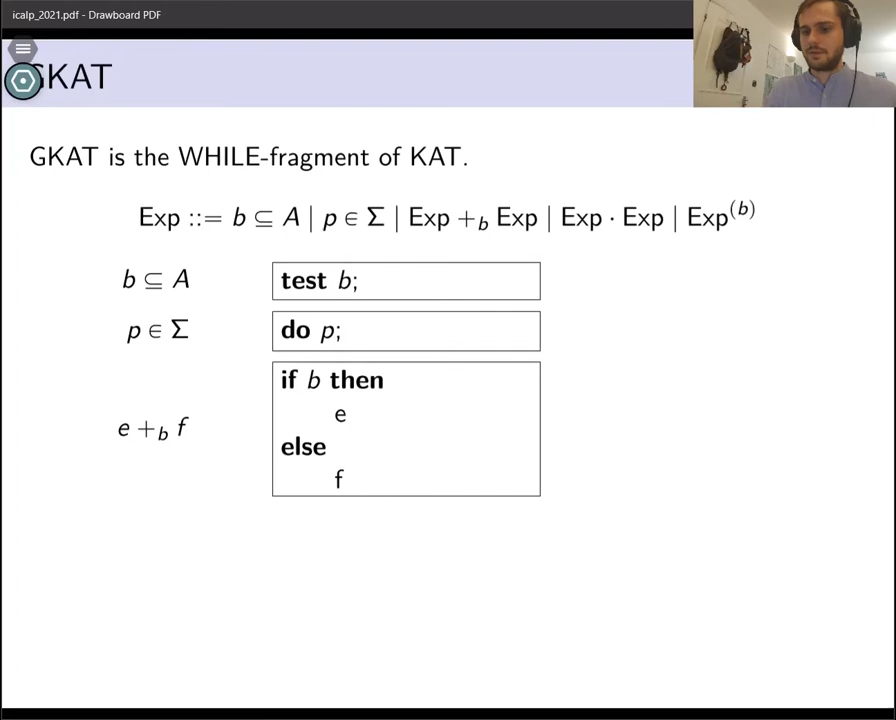 icalp_2021.pdf - Drawboard PDF
GKAT
GKAT is the WHILE-fragment of KAT.
Exp ::= b ⊆ A | p ∈ Σ | Exp +_b Exp | Exp · Exp | Exp^(b)
b ⊆ A test b;
p ∈ Σ do p;
if b then
e
e +_b f
else
f